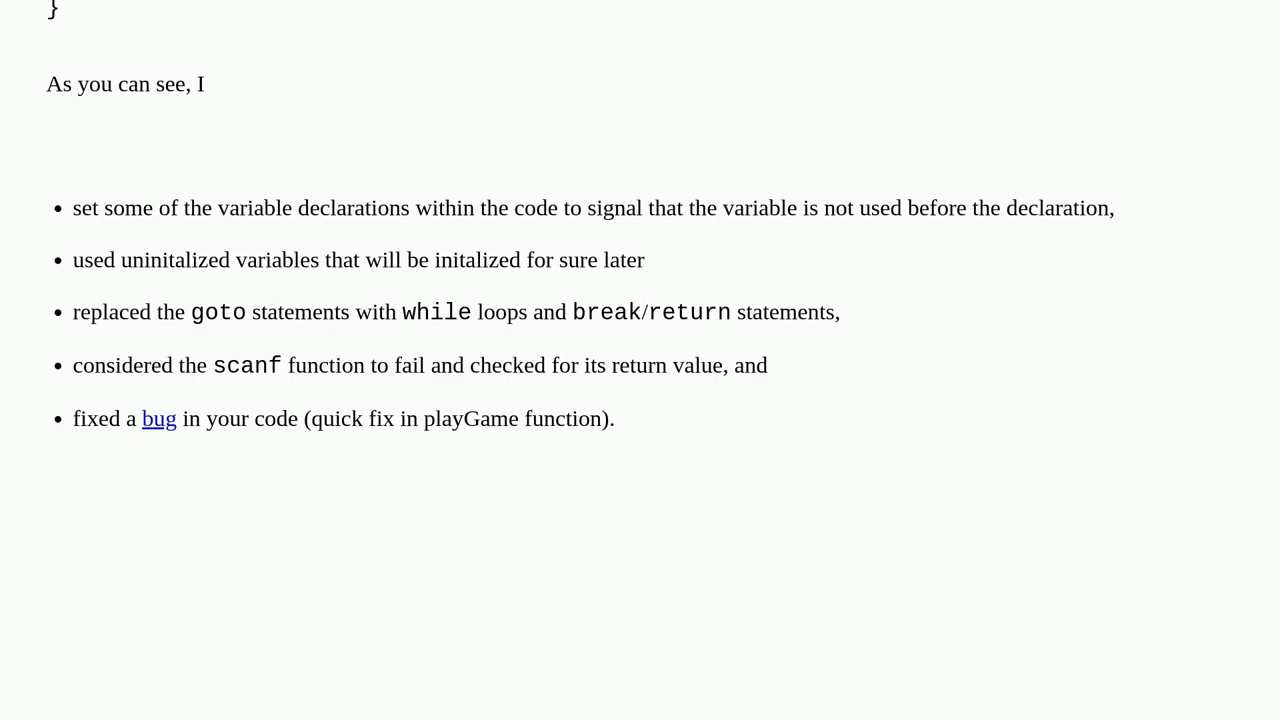 }
As you can see, I
• set some of the variable declarations within the code to signal that the variable is not used before the declaration,
• used uninitalized variables that will be initalized for sure later
• replaced the goto statements with while loops and break/return statements,
• considered the scanf function to fail and checked for its return value, and
• fixed a bug in your code (quick fix in playGame function).